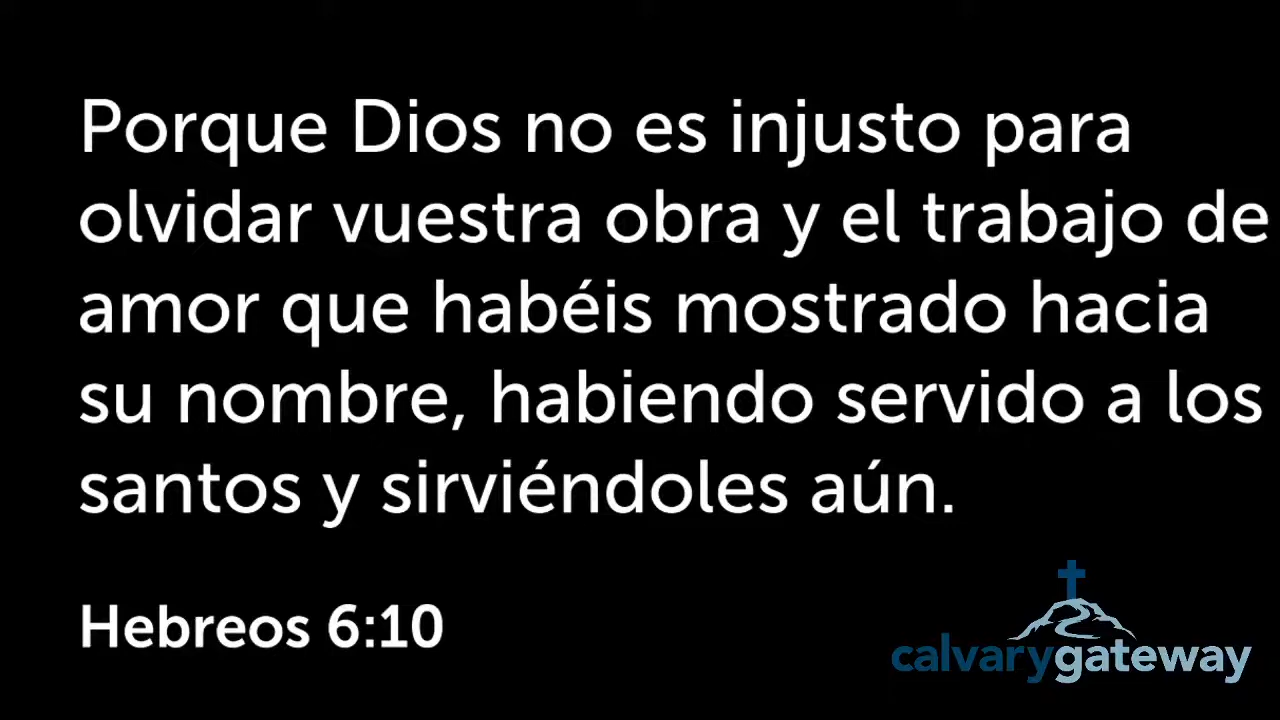 Porque Dios no es injusto para
olvidar vuestra obra y el trabajo de
amor que habéis mostrado hacia
su nombre, habiendo servido a los
santos y sirviéndoles aún.
Hebreos 6:10
calvarygateway